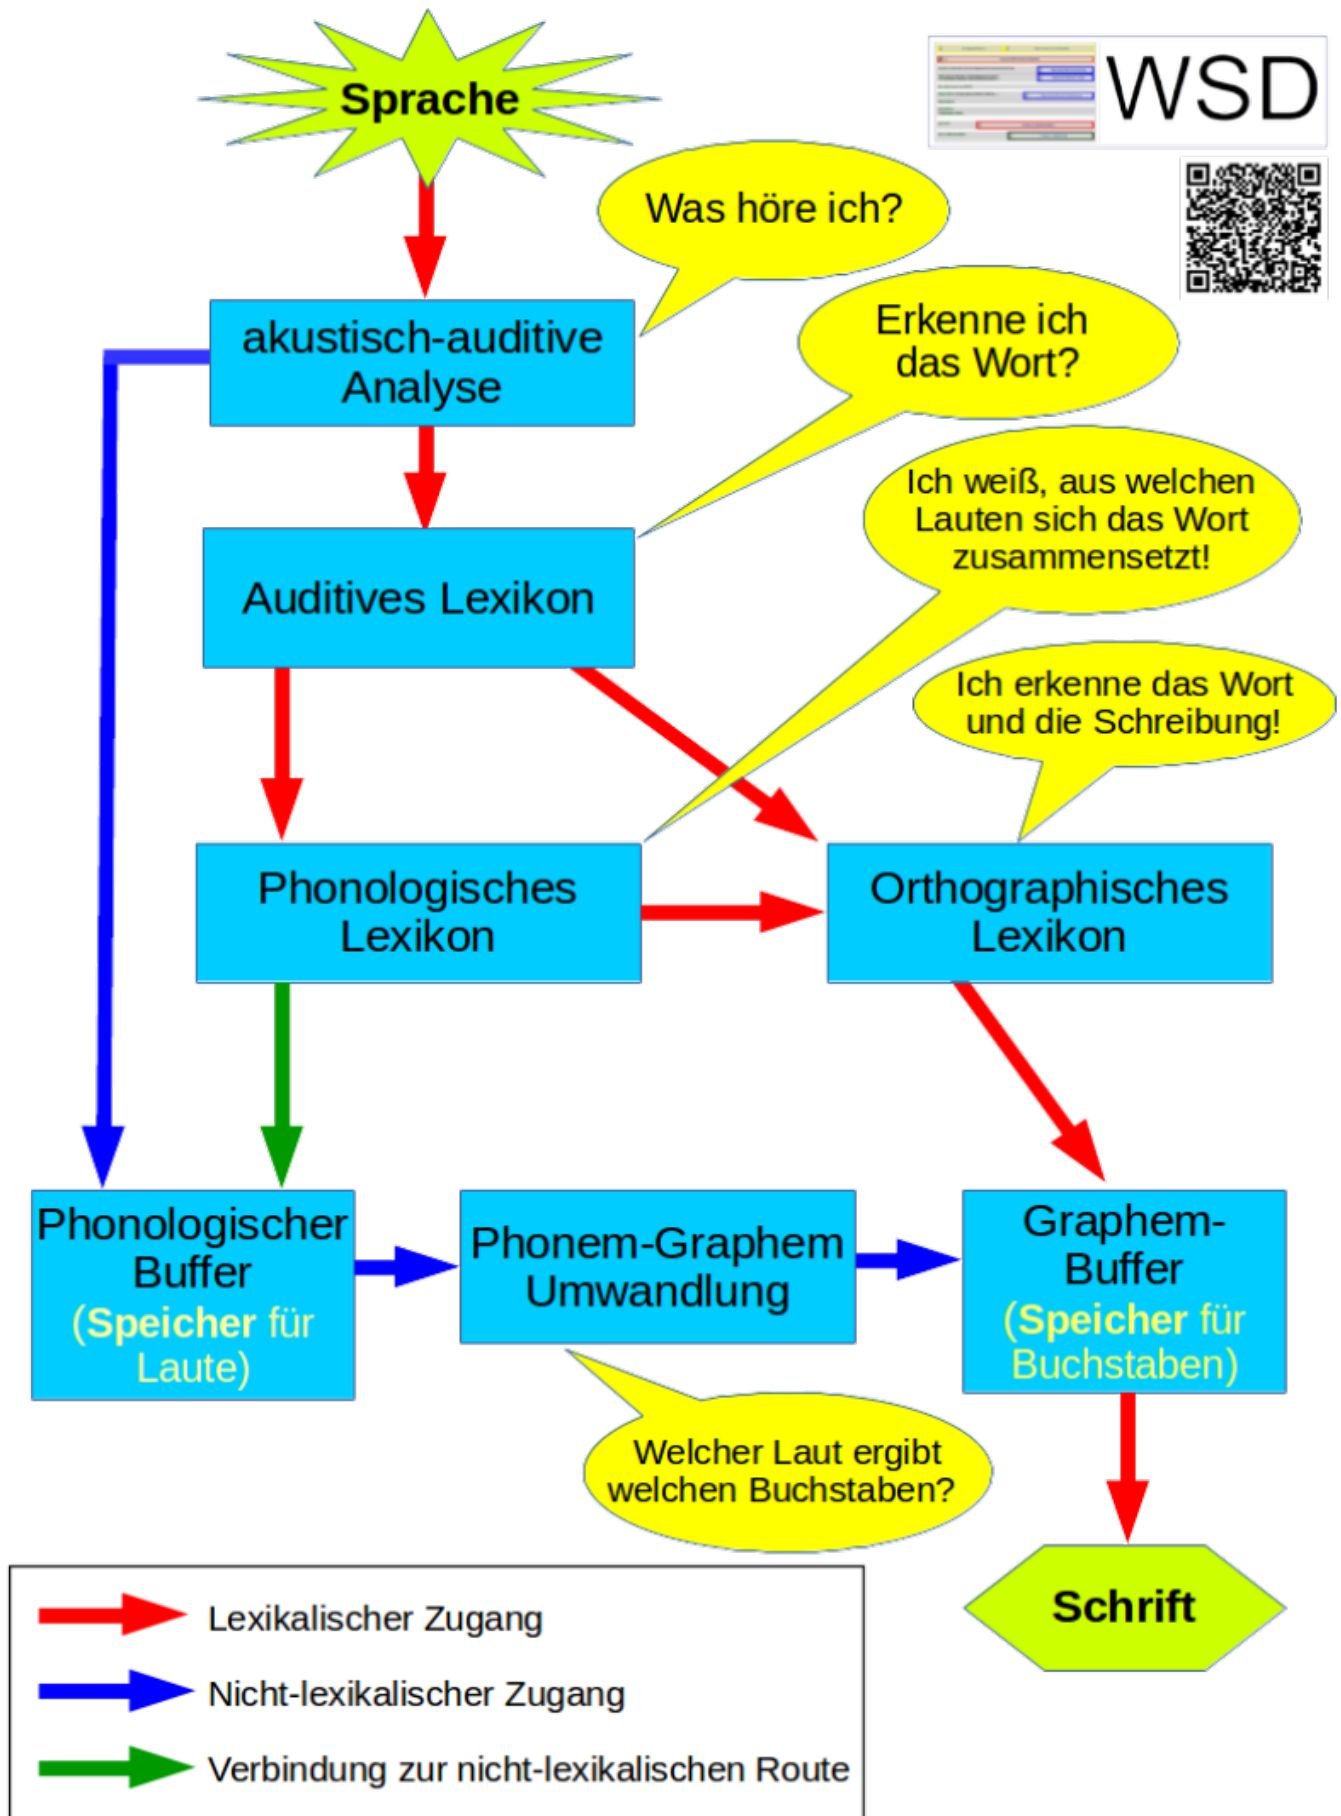 Sprache
WSD
Was höre ich?
akustisch-auditive
Analyse
Erkenne ich
das Wort?
Ich weiß, aus welchen
Lauten sich das Wort
zusammensetzt!
Auditives Lexikon
Ich erkenne das Wort
und die Schreibung!
Phonologisches
Lexikon
Orthographisches
Lexikon
Phonologischer
Buffer
(Speicher für
Laute)
Phonem-Graphem
Umwandlung
Graphem-
Buffer
(Speicher für
Buchstaben)
Welcher Laut ergibt
welchen Buchstaben?
Schrift
Lexikalischer Zugang
Nicht-lexikalischer Zugang
Verbindung zur nicht-lexikalischen Route